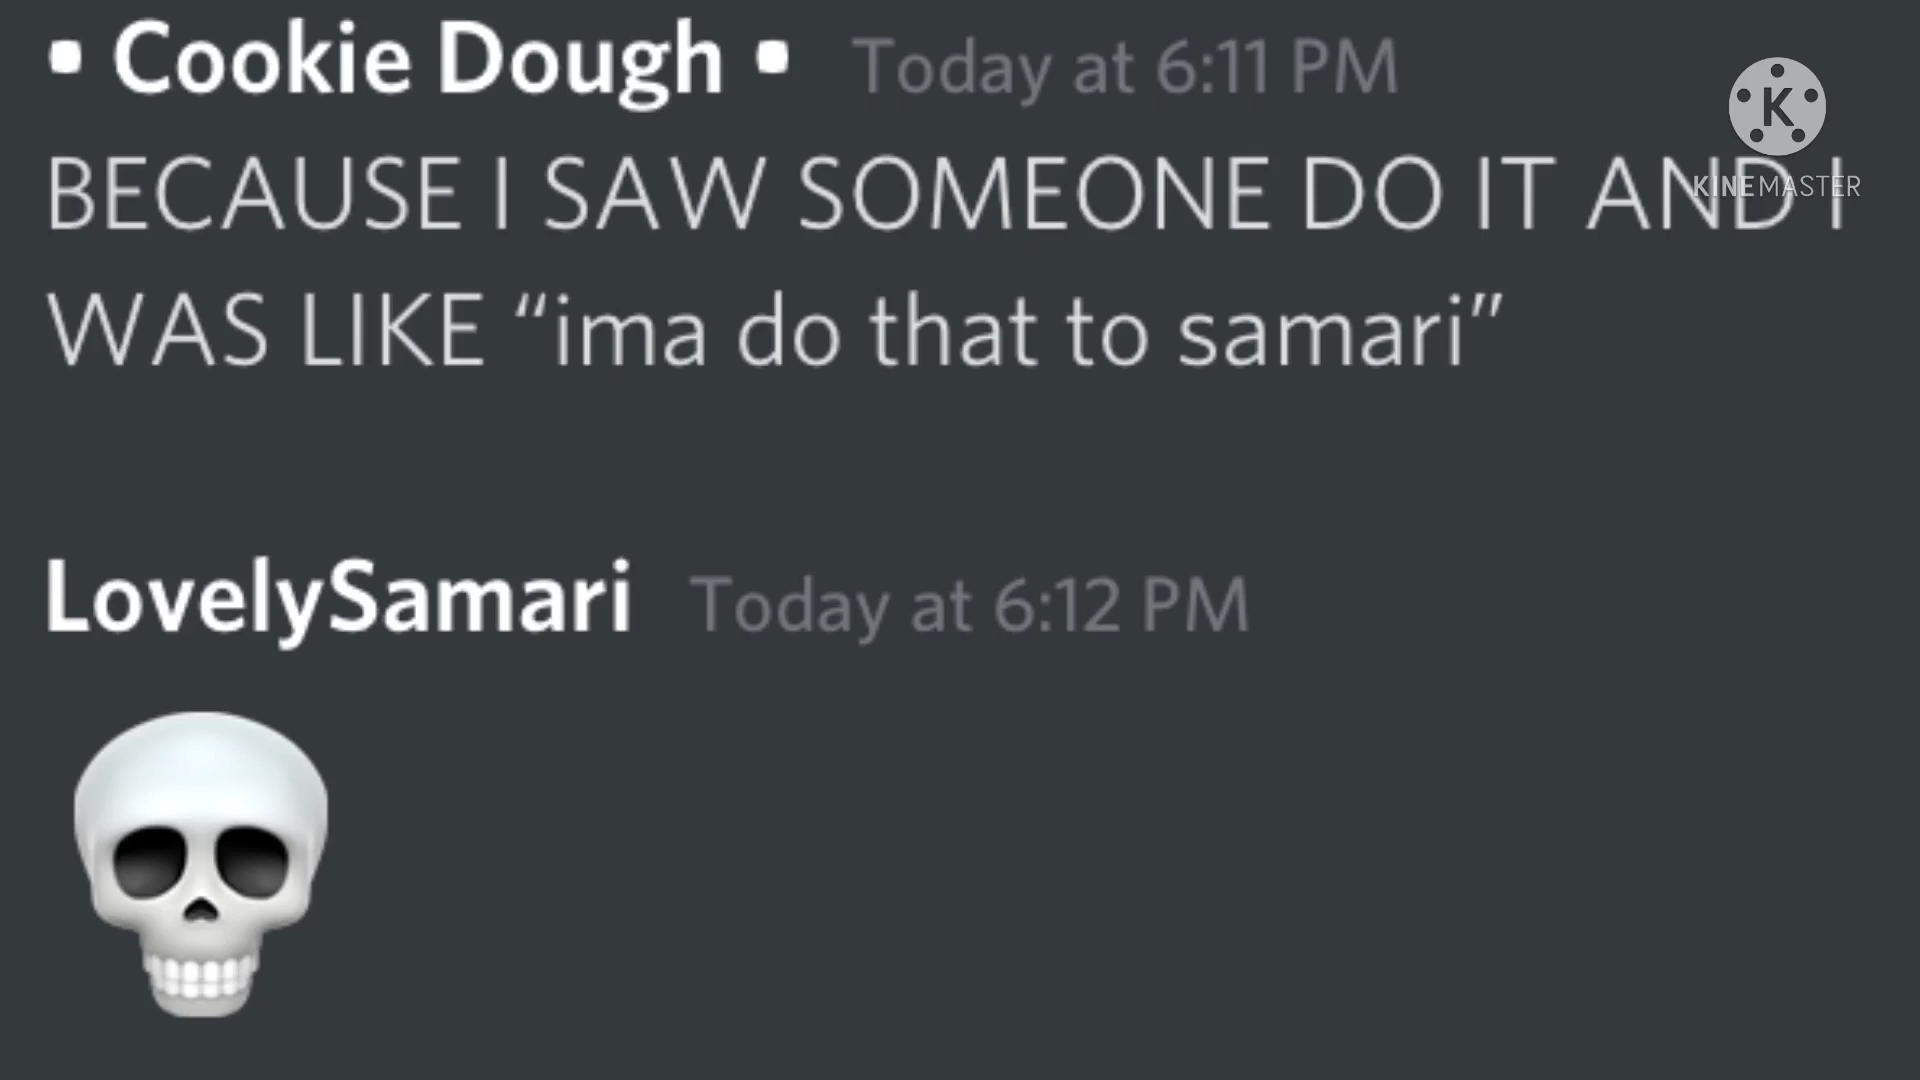 ▪ Cookie Dough ▪ Today at 6:11 PM
BECAUSE I SAW SOMEONE DO IT AND I
WAS LIKE “ima do that to samari”
LovelySamari Today at 6:12 PM
K
KINEMASTER